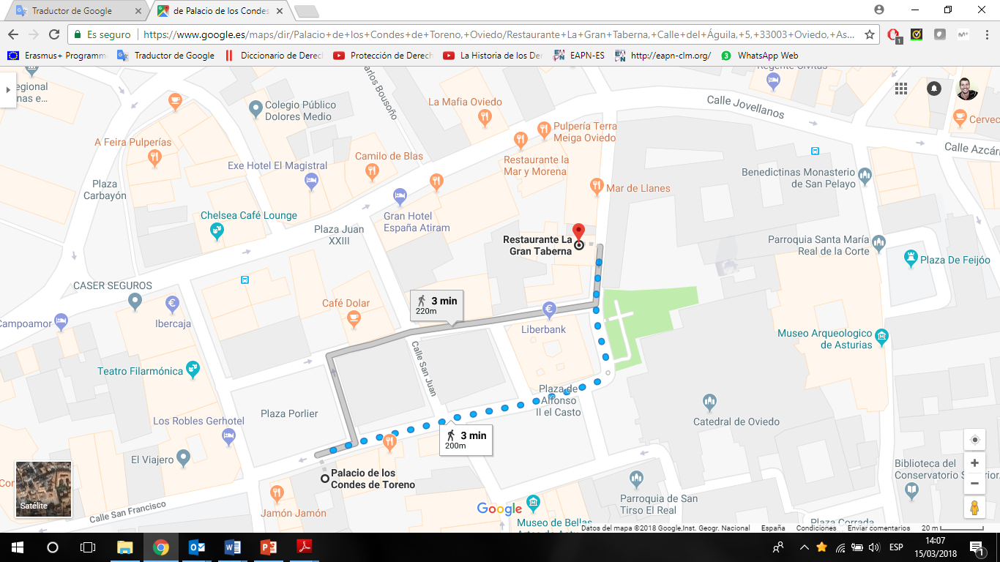 Traductor de Google
de Palacio de los Condes
Es seguro
https://www.google.es/maps/dir/Palacio+de+los+Condes+de+Toreno,+Oviedo/Restaurante+La+Gran+Taberna,+Calle+del+Águila,+5,+33003+Oviedo,+As...
1
Erasmus+ Programm
Traductor de Google
Diccionario de Derec
Protección de Derech
La Historia de los Der
EAPN-ES
http://eapn-clm.org/
3
WhatsApp Web
egional
nas e...
arlos Bousoño
Regente Civitas
Colegio Público
Dolores Medio
La Mafia Oviedo
Calle Jovellanos
Cervec
Pulpería Terra
Meiga Oviedo
A Feira Pulperías
Calle Azcár
Camilo de Blas
Restaurante la
Mar y Morena
Exe Hotel El Magistral
Benedictinas Monasterio
de San Pelayo
Plaza
Carbayón
Mar de Llanes
Chelsea Café Lounge
Gran Hotel
España Atiram
Plaza Juan
XXIII
Restaurante La
Gran Taberna
Parroquia Santa María
Real de la Corte
Plaza De Feijóo
CASER SEGUROS
3 min
220m
Café Dolar
Campoamor
Ibercaja
Liberbank
Museo Arqueologico
de Asturias
Calle San Juan
Teatro Filarmónica
Plaza de
Alfonso
II el Casto
Plaza Porlier
Los Robles Gerhotel
Catedral de Oviedo
3 min
200m
El Viajero
Palacio de los
Condes de Toreno
Biblioteca del
Conservatorio Superior.
Satélite
Cor
Jamón Jamón
Parroquia de San
Tirso El Real
Calle San Francisco
Google
Museo de Bellas
Plaza Corrada
Datos del mapa ©2018 Google,Inst. Geogr. Nacional
España
Condiciones
Enviar comentarios
20 m
ESP
14:07
15/03/2018
1